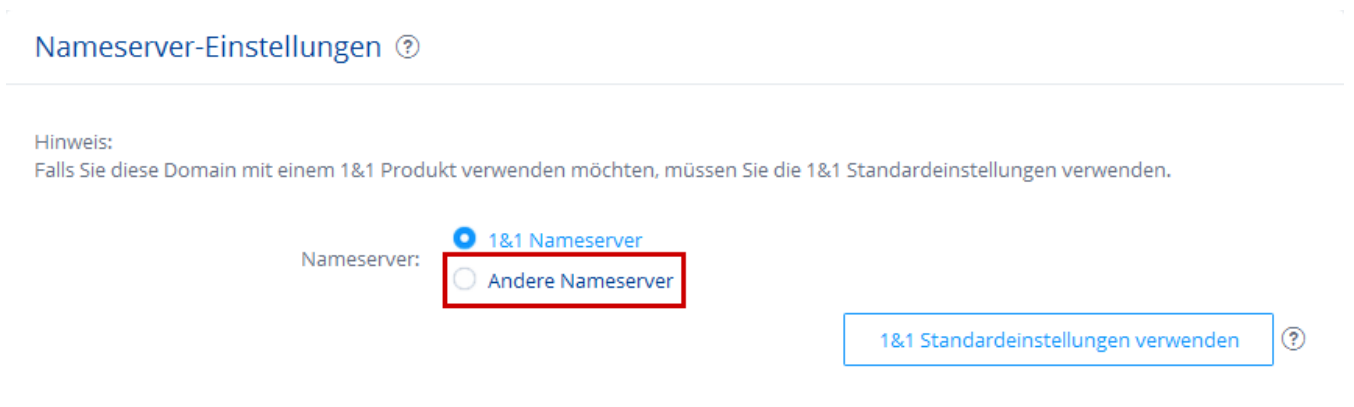 Nameserver-Einstellungen ?
Hinweis:
Falls Sie diese Domain mit einem 1&1 Produkt verwenden möchten, müssen Sie die 1&1 Standardeinstellungen verwenden.
Nameserver:
1&1 Nameserver
Andere Nameserver
1&1 Standardeinstellungen verwenden ?